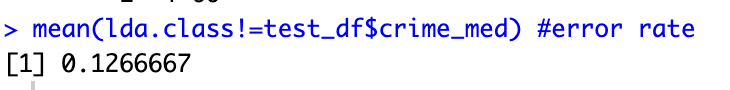 > mean(lda.class!=test_df$crime_med) #error rate
[1] 0.1266667